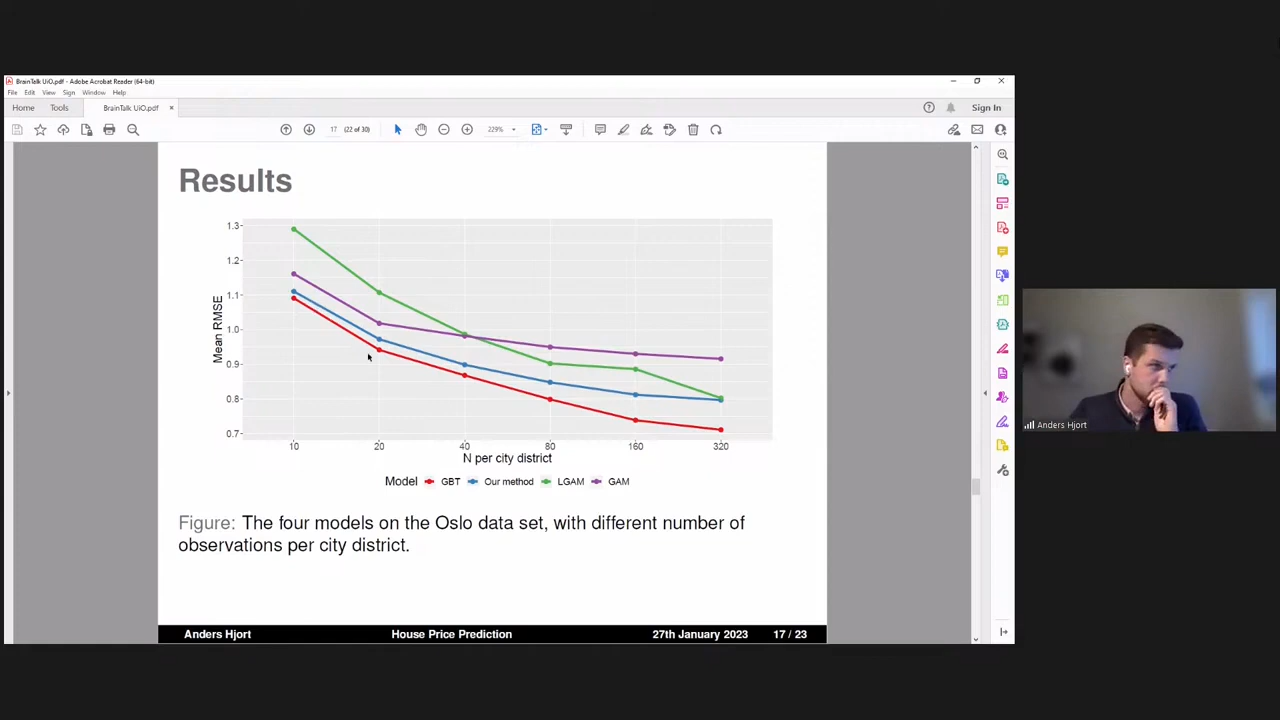 BrainTalk UiO.pdf - Adobe Acrobat Reader (64-bit)
File Edit View Sign Window Help
Home Tools BrainTalk UiO.pdf × Sign In
17 (22 of 30) 229%
Results
1.3
1.2
1.1
1.0
0.9
0.8
0.7
Mean RMSE
10 20 40 80 160 320
N per city district
Model GBT Our method LGAM GAM
Figure: The four models on the Oslo data set, with different number of
observations per city district.
Anders Hjort House Price Prediction 27th January 2023 17 / 23
Anders Hjort